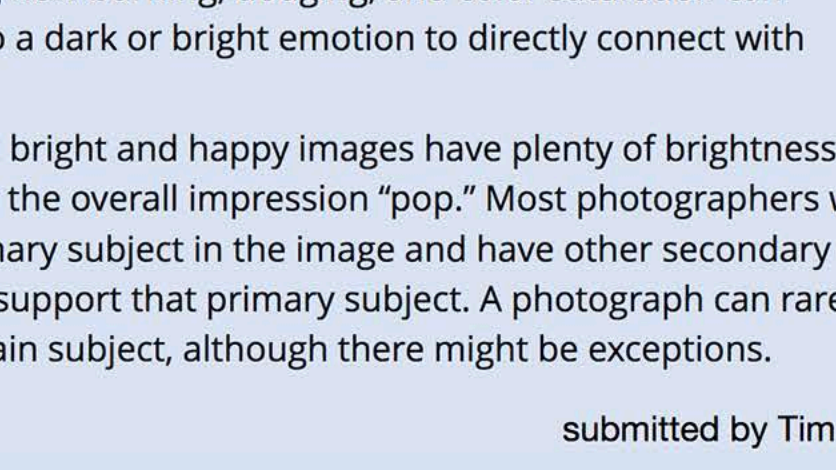 a dark or bright emotion to directly connect with
bright and happy images have plenty of brightness
the overall impression “pop.” Most photographers
subject in the image and have other secondary
support that primary subject. A photograph can
subject, although there might be exceptions.
submitted by Tim